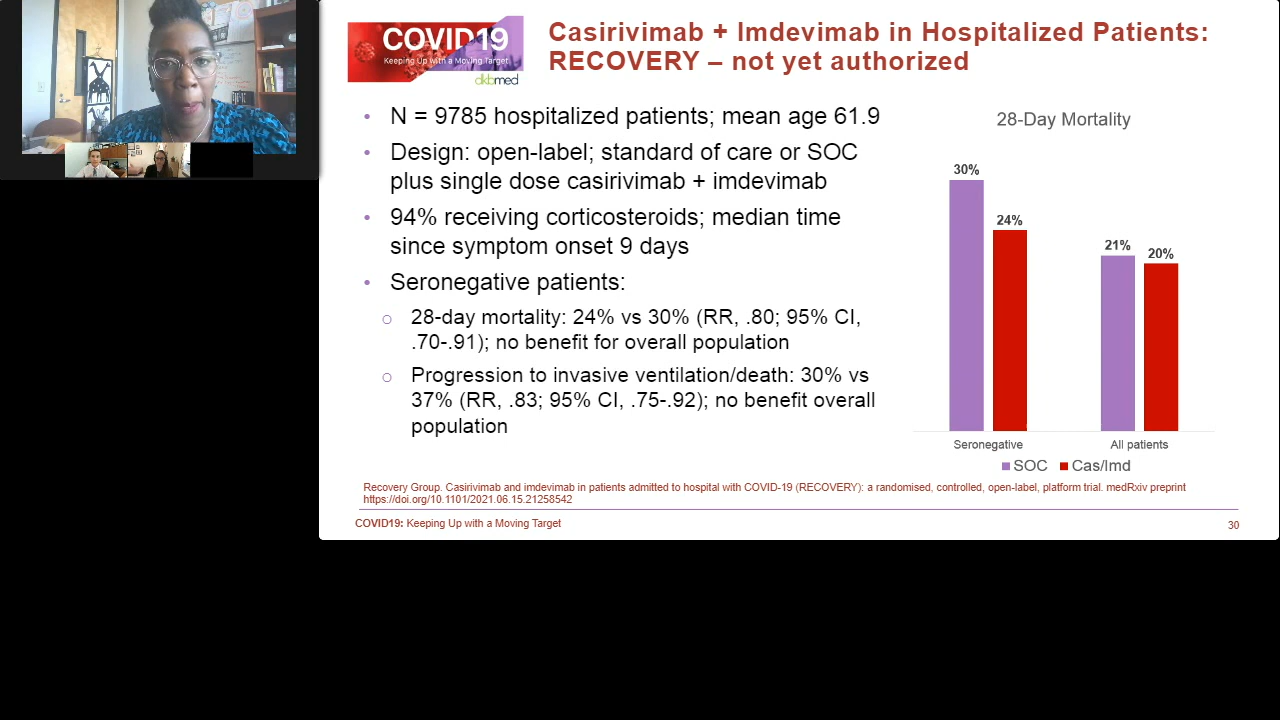 COVID19
Keeping Up with a Moving Target
dkbmed
Casirivimab + Imdevimab in Hospitalized Patients:
RECOVERY – not yet authorized
• N = 9785 hospitalized patients; mean age 61.9
• Design: open-label; standard of care or SOC
plus single dose casirivimab + imdevimab
• 94% receiving corticosteroids; median time
since symptom onset 9 days
• Seronegative patients:
o 28-day mortality: 24% vs 30% (RR, .80; 95% CI,
.70-.91); no benefit for overall population
o Progression to invasive ventilation/death: 30% vs
37% (RR, .83; 95% CI, .75-.92); no benefit overall
population
28-Day Mortality
30%
24%
21%
20%
Seronegative
All patients
SOC
Cas/Imd
Recovery Group. Casirivimab and imdevimab in patients admitted to hospital with COVID-19 (RECOVERY): a randomised, controlled, open-label, platform trial. medRxiv preprint
https://doi.org/10.1101/2021.06.15.21258542
COVID19: Keeping Up with a Moving Target
30